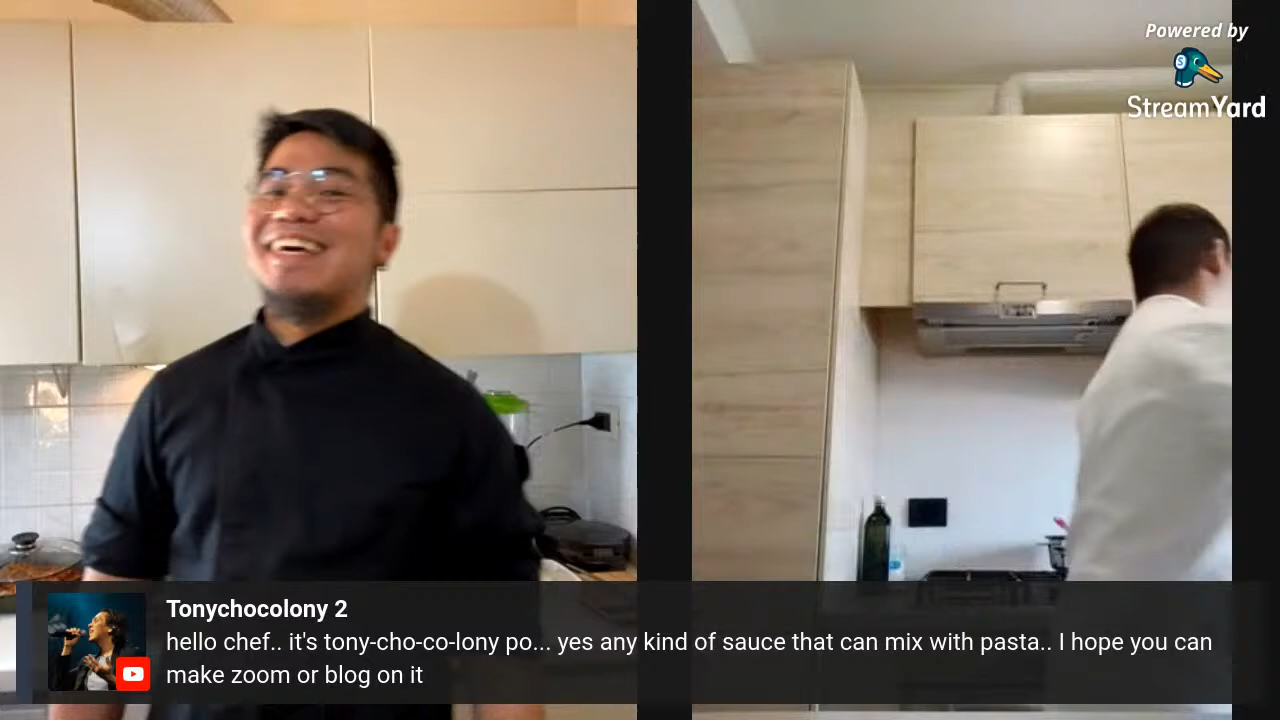 Powered by
StreamYard
Tonychocolony 2
hello chef.. it's tony-cho-co-lony po... yes any kind of sauce that can mix with pasta.. I hope you can
make zoom or blog on it